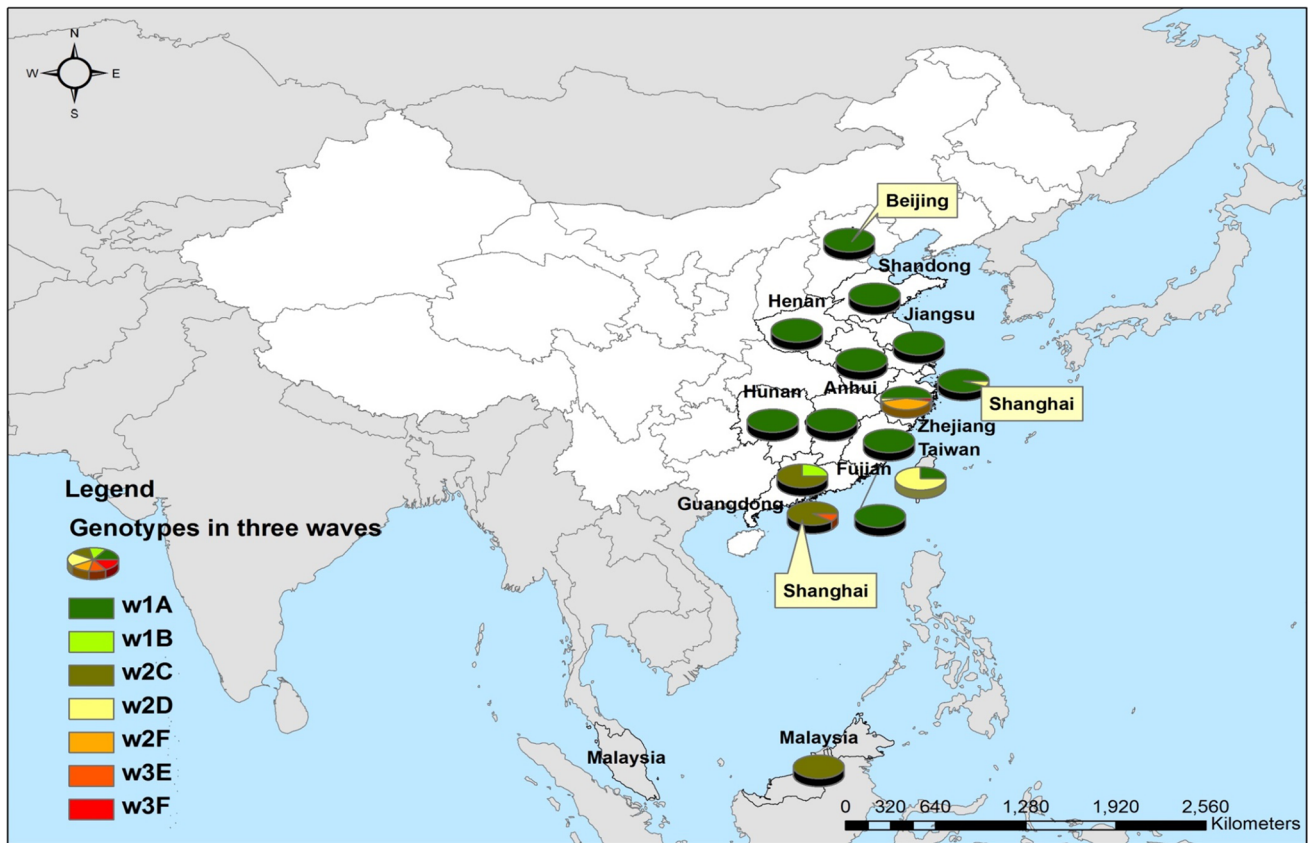 N
W E
S
Beijing
Shandong
Henan
Jiangsu
Hunan
Anhui
Shanghai
Zhejiang
Taiwan
Fujian
Guangdong
Shanghai
Legend
Genotypes in three waves
w1A
w1B
w2C
w2D
w2F
w3E
w3F
Malaysia
Malaysia
0 320 640 1,280 1,920 2,560
Kilometers